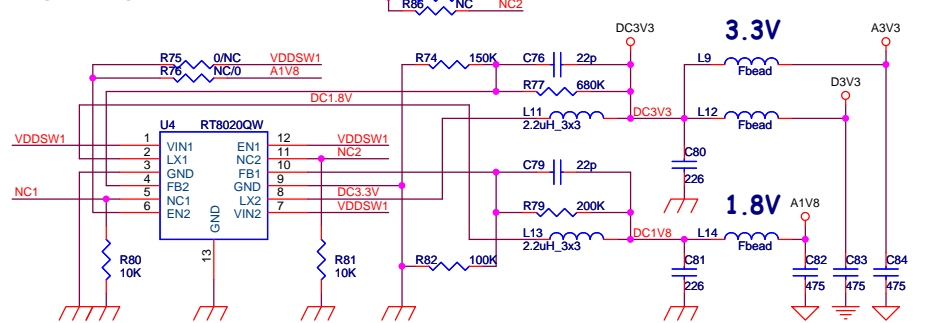 R86 NC NC2
DC3V3 3.3V A3V3
R75 0/NC VDDSW1
R76 NC/0 A1V8
R74 150K C76 22p L9 Fbead
R77 680K D3V3
DC1.8V
L11 2.2uH_3x3 DC3V3 L12 Fbead
U4 RT8020QW
VDDSW1 1 VIN1 EN1 12 VDDSW1
2 LX1 NC2 11 NC2
3 GND FB1 10
4 FB2 GND 9
NC1 5 NC1 LX2 8 DC3.3V
6 EN2 VIN2 7 VDDSW1
GND
13
C79 22p C80 226
R79 200K 1.8V A1V8
L13 2.2uH_3x3 DC1V8 L14 Fbead
R80 10K R81 10K R82 100K
C81 226 C82 475 C83 475 C84 475